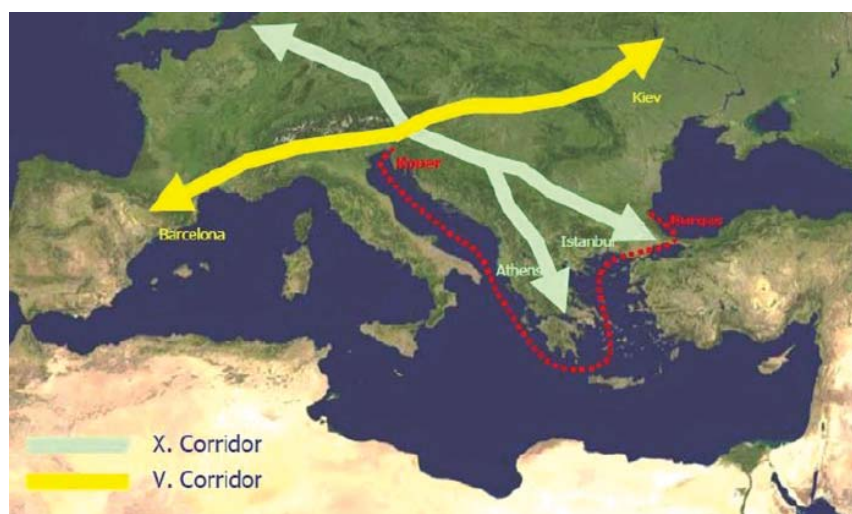 Kiev
Koper
Burgas
Barcelona
Istanbul
Athens
X. Corridor
V. Corridor